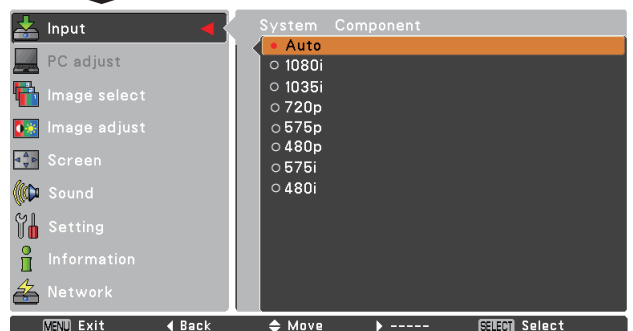 Input
PC adjust
Image select
Image adjust
Screen
Sound
Setting
Information
Network
System Component
Auto
1080i
1035i
720p
575p
480p
575i
480i
MENU Exit Back Move ----- SELECT Select